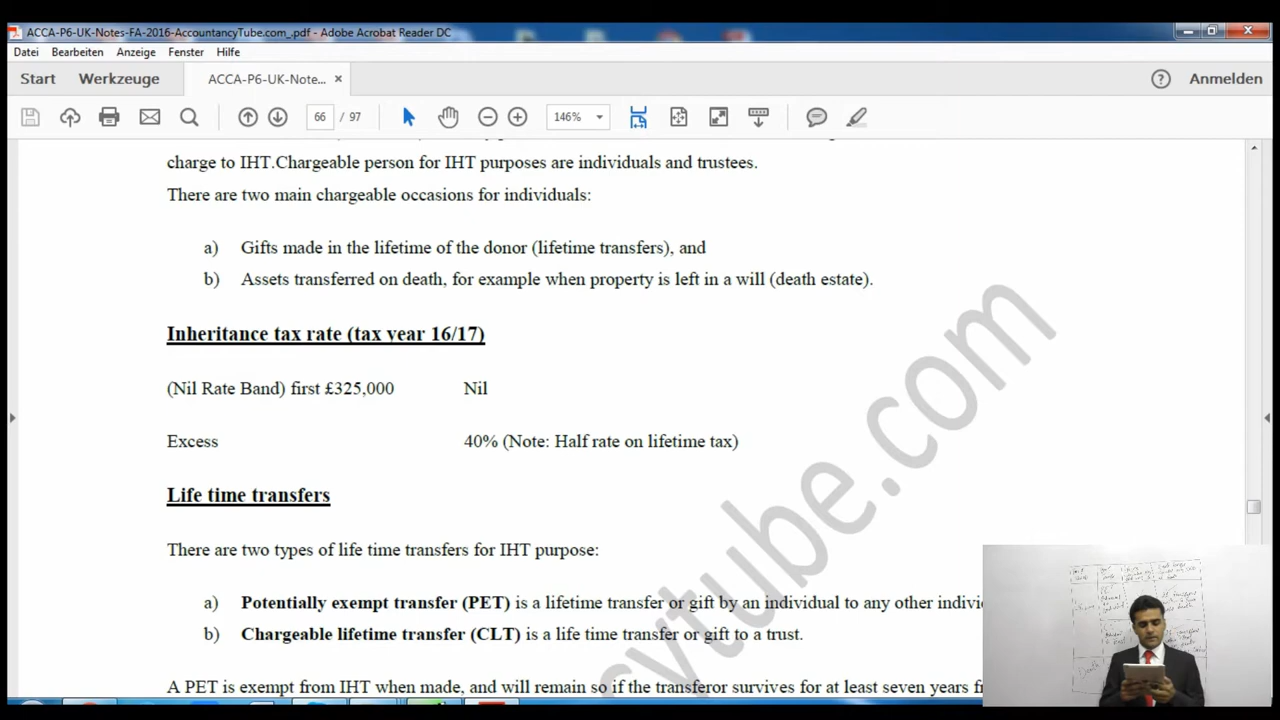 ACCA-P6-UK-Notes-FA-2016-AccountancyTube.com_.pdf - Adobe Acrobat Reader DC
Datei Bearbeiten Anzeige Fenster Hilfe
Start Werkzeuge ACCA-P6-UK-Note... × Anmelden
66 / 97 146%
charge to IHT.Chargeable person for IHT purposes are individuals and trustees.
There are two main chargeable occasions for individuals:
a) Gifts made in the lifetime of the donor (lifetime transfers), and
b) Assets transferred on death, for example when property is left in a will (death estate).
Inheritance tax rate (tax year 16/17)
(Nil Rate Band) first £325,000 Nil
Excess 40% (Note: Half rate on lifetime tax)
Life time transfers
There are two types of life time transfers for IHT purpose:
a) Potentially exempt transfer (PET) is a lifetime transfer or gift by an individual to any other indivi
b) Chargeable lifetime transfer (CLT) is a life time transfer or gift to a trust.
A PET is exempt from IHT when made, and will remain so if the transferor survives for at least seven years f
cytube.com
Death